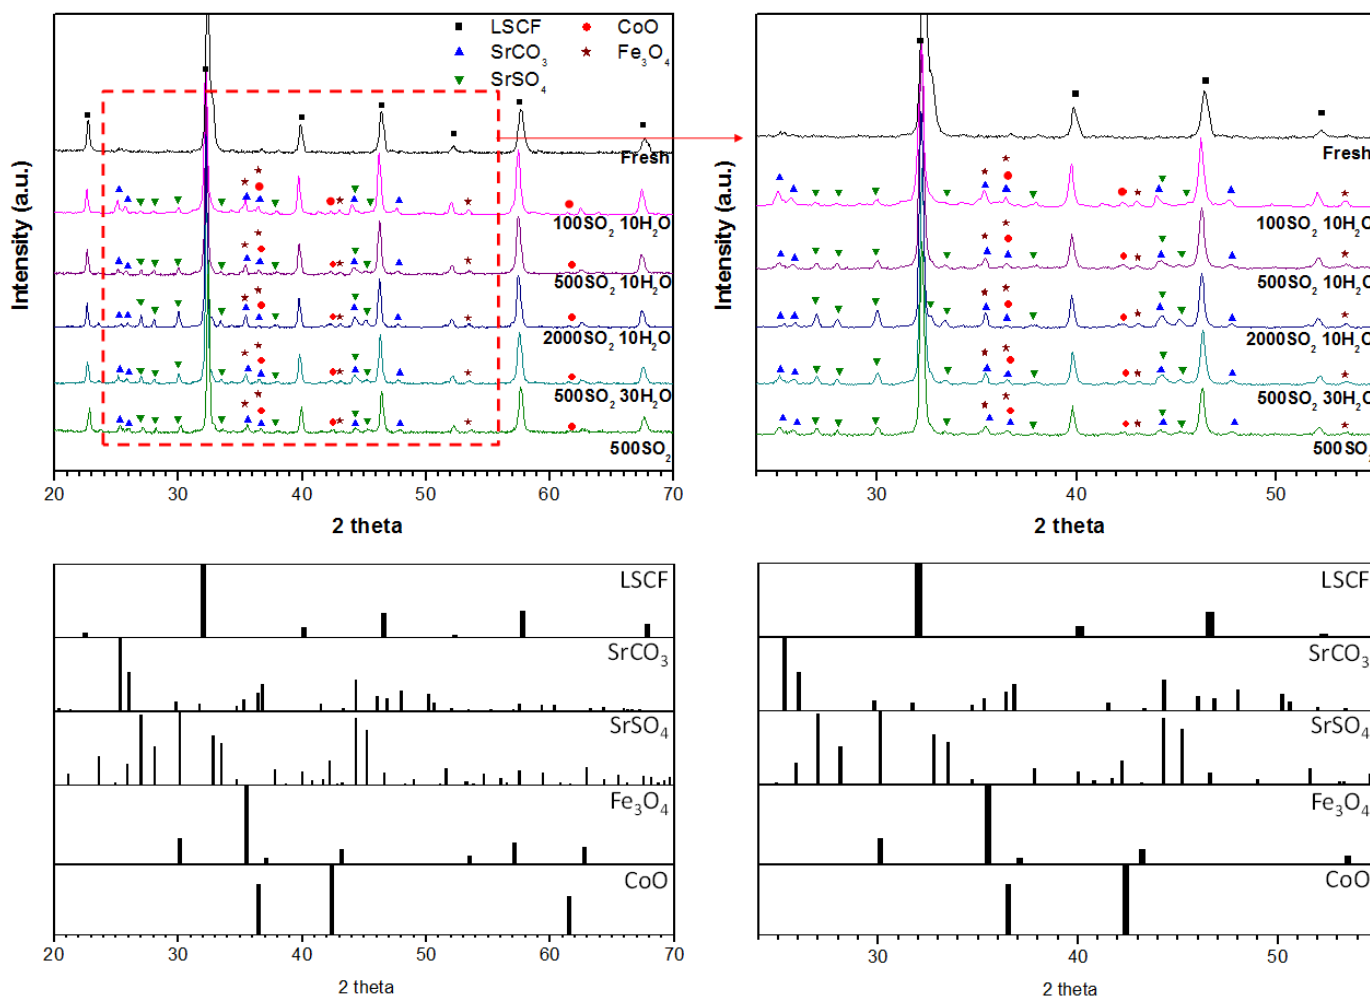 LSCF
CoO
SrCO₃
Fe₃O₄
SrSO₄
Intensity (a.u.)
Fresh
100SO₂ 10H₂O
500SO₂ 10H₂O
2000SO₂ 10H₂O
500SO₂ 30H₂O
500SO₂
20 30 40 50 60 70
2 theta
Intensity (a.u.)
Fresh
100SO₂ 10H₂O
500SO₂ 10H₂O
2000SO₂ 10H₂O
500SO₂ 30H₂O
500SO₂
30 40 50
2 theta
LSCF
SrCO₃
SrSO₄
Fe₃O₄
CoO
20 30 40 50 60 70
2 theta
LSCF
SrCO₃
SrSO₄
Fe₃O₄
CoO
30 40 50
2 theta